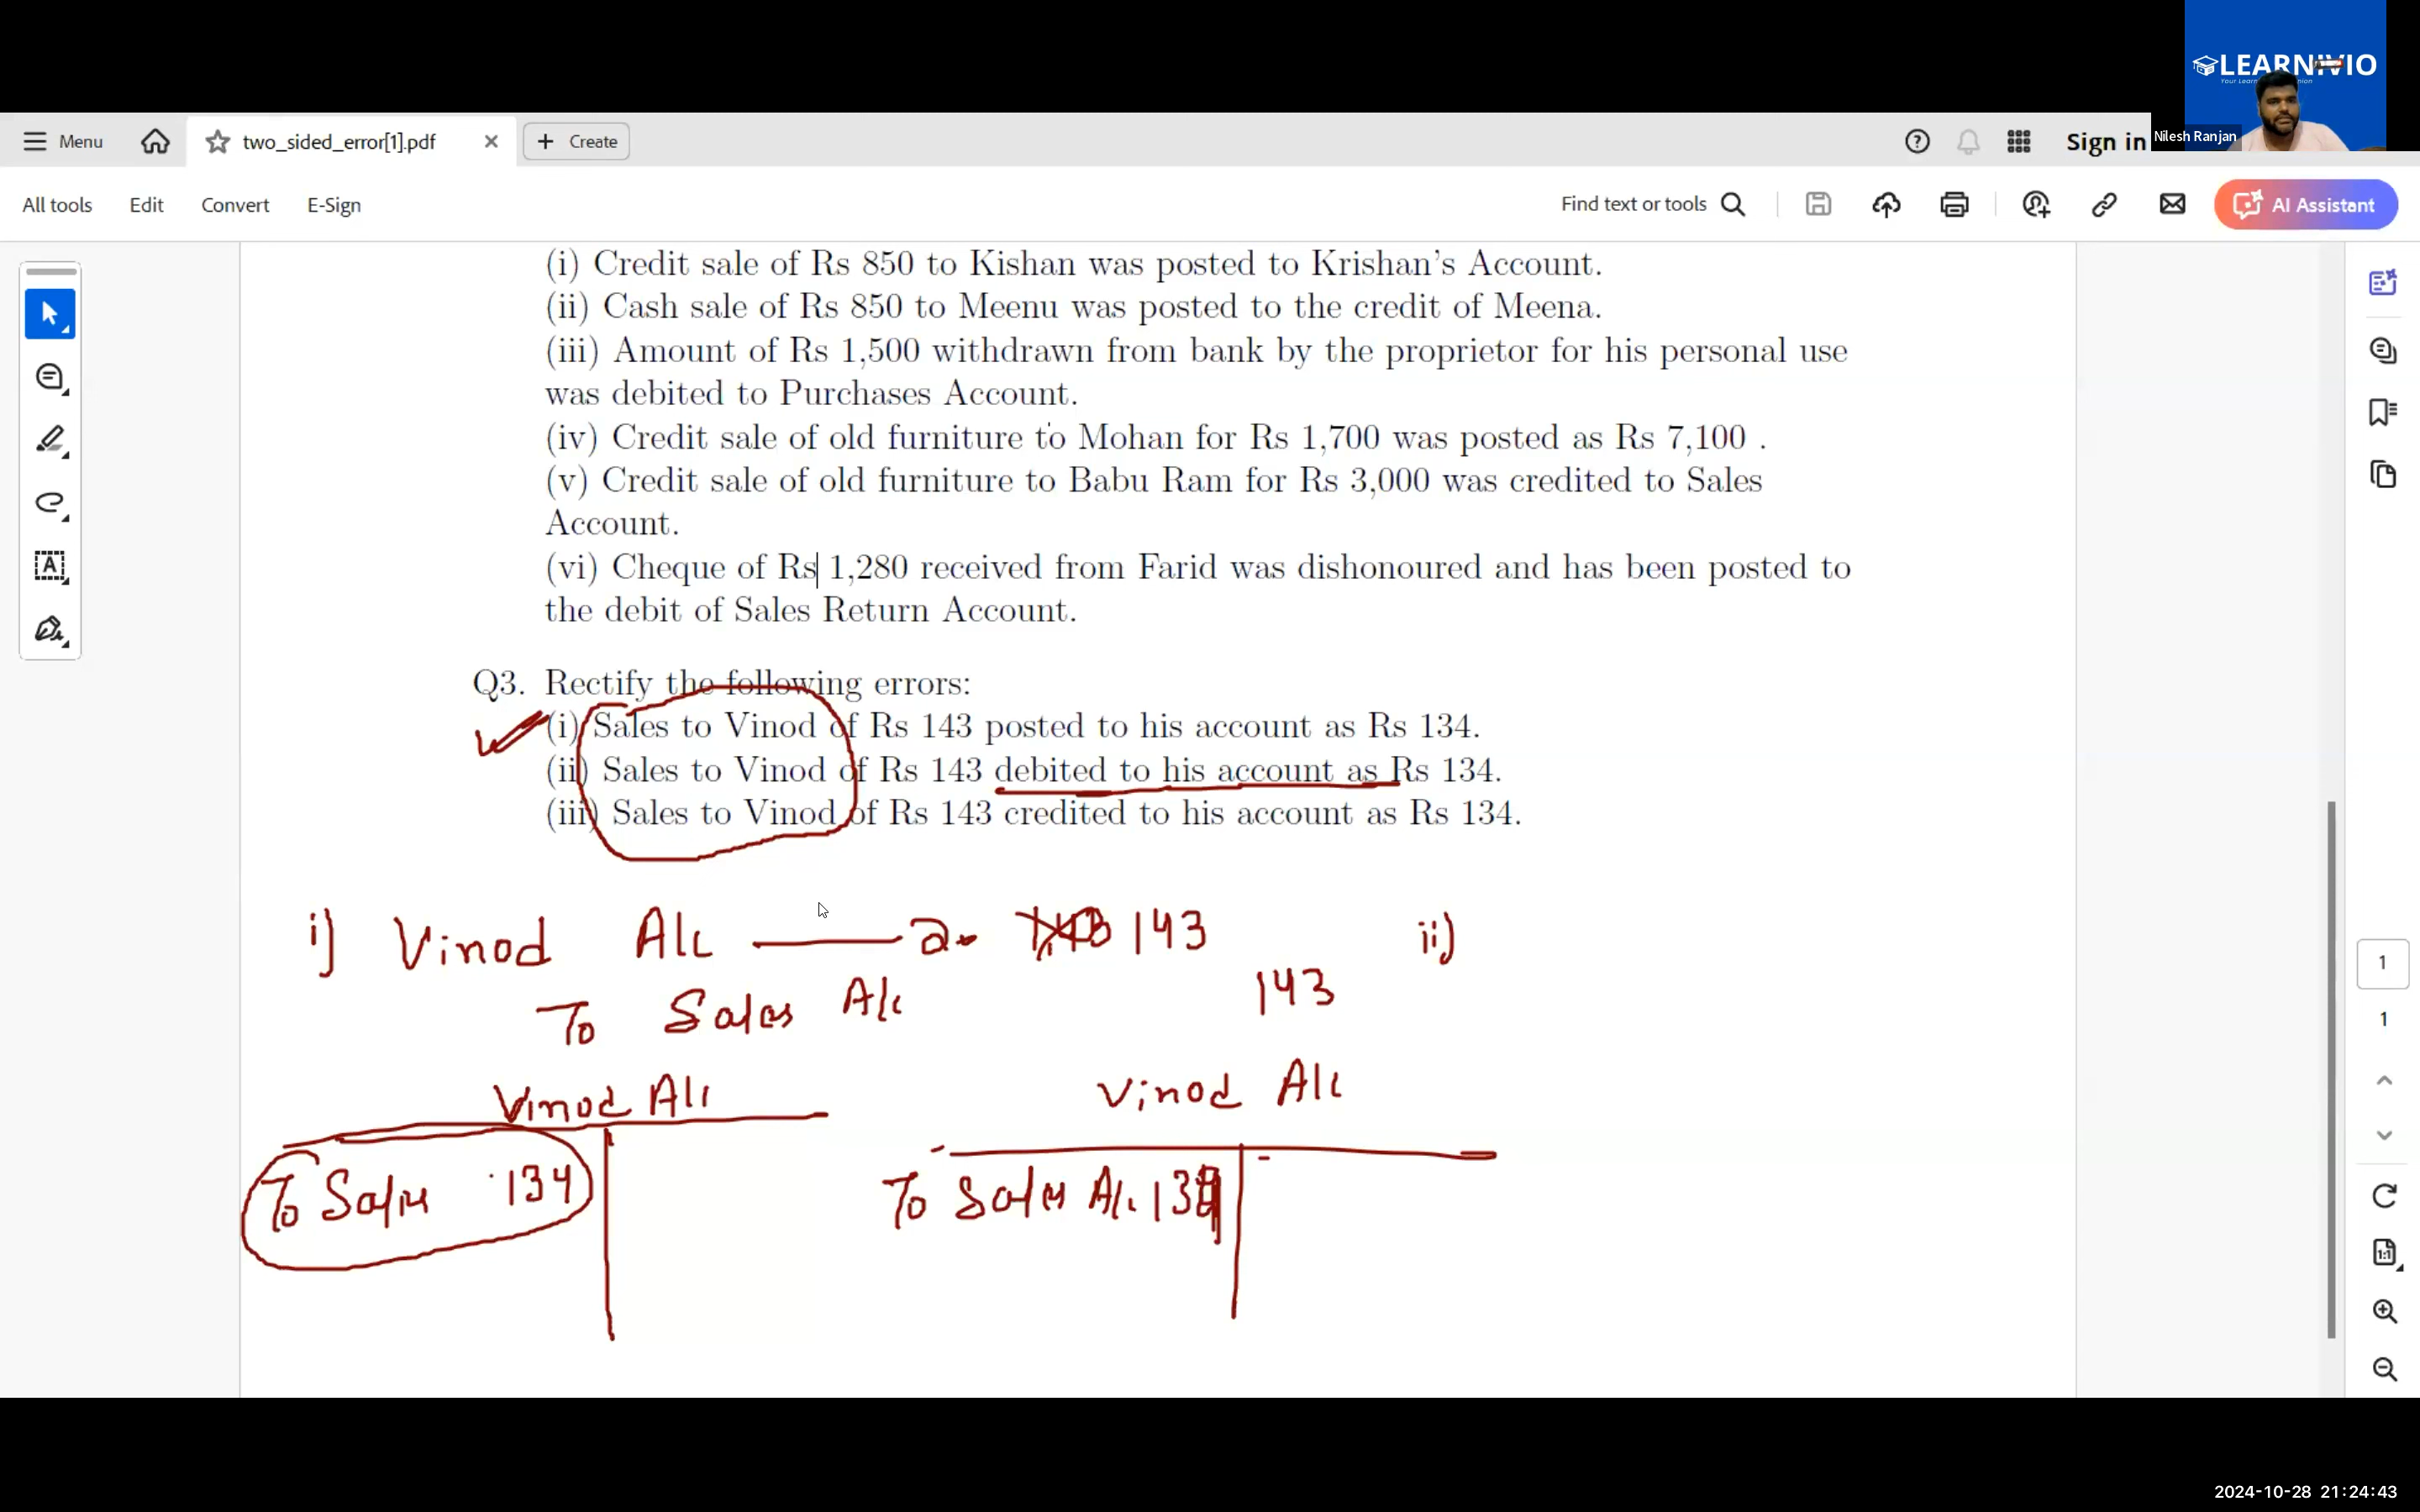 LEARNIVIO
Nilesh Ranjan
Menu
two_sided_error[1].pdf
Create
Sign in
All tools
Edit
Convert
E-Sign
Find text or tools
AI Assistant
(i) Credit sale of Rs 850 to Kishan was posted to Krishan's Account.
(ii) Cash sale of Rs 850 to Meenu was posted to the credit of Meena.
(iii) Amount of Rs 1,500 withdrawn from bank by the proprietor for his personal use
was debited to Purchases Account.
(iv) Credit sale of old furniture to Mohan for Rs 1,700 was posted as Rs 7,100 .
(v) Credit sale of old furniture to Babu Ram for Rs 3,000 was credited to Sales
Account.
(vi) Cheque of Rs 1,280 received from Farid was dishonoured and has been posted to
the debit of Sales Return Account.
Q3. Rectify the following errors:
(i) Sales to Vinod of Rs 143 posted to his account as Rs 134.
(ii) Sales to Vinod of Rs 143 debited to his account as Rs 134.
(iii) Sales to Vinod of Rs 143 credited to his account as Rs 134.
i) Vinod A/c 143 ii)
To Sales A/c 143
Vinod A/c Vinod A/c
To Sales 134 To Sales A/c
1
1
2024-10-28 21:24:43